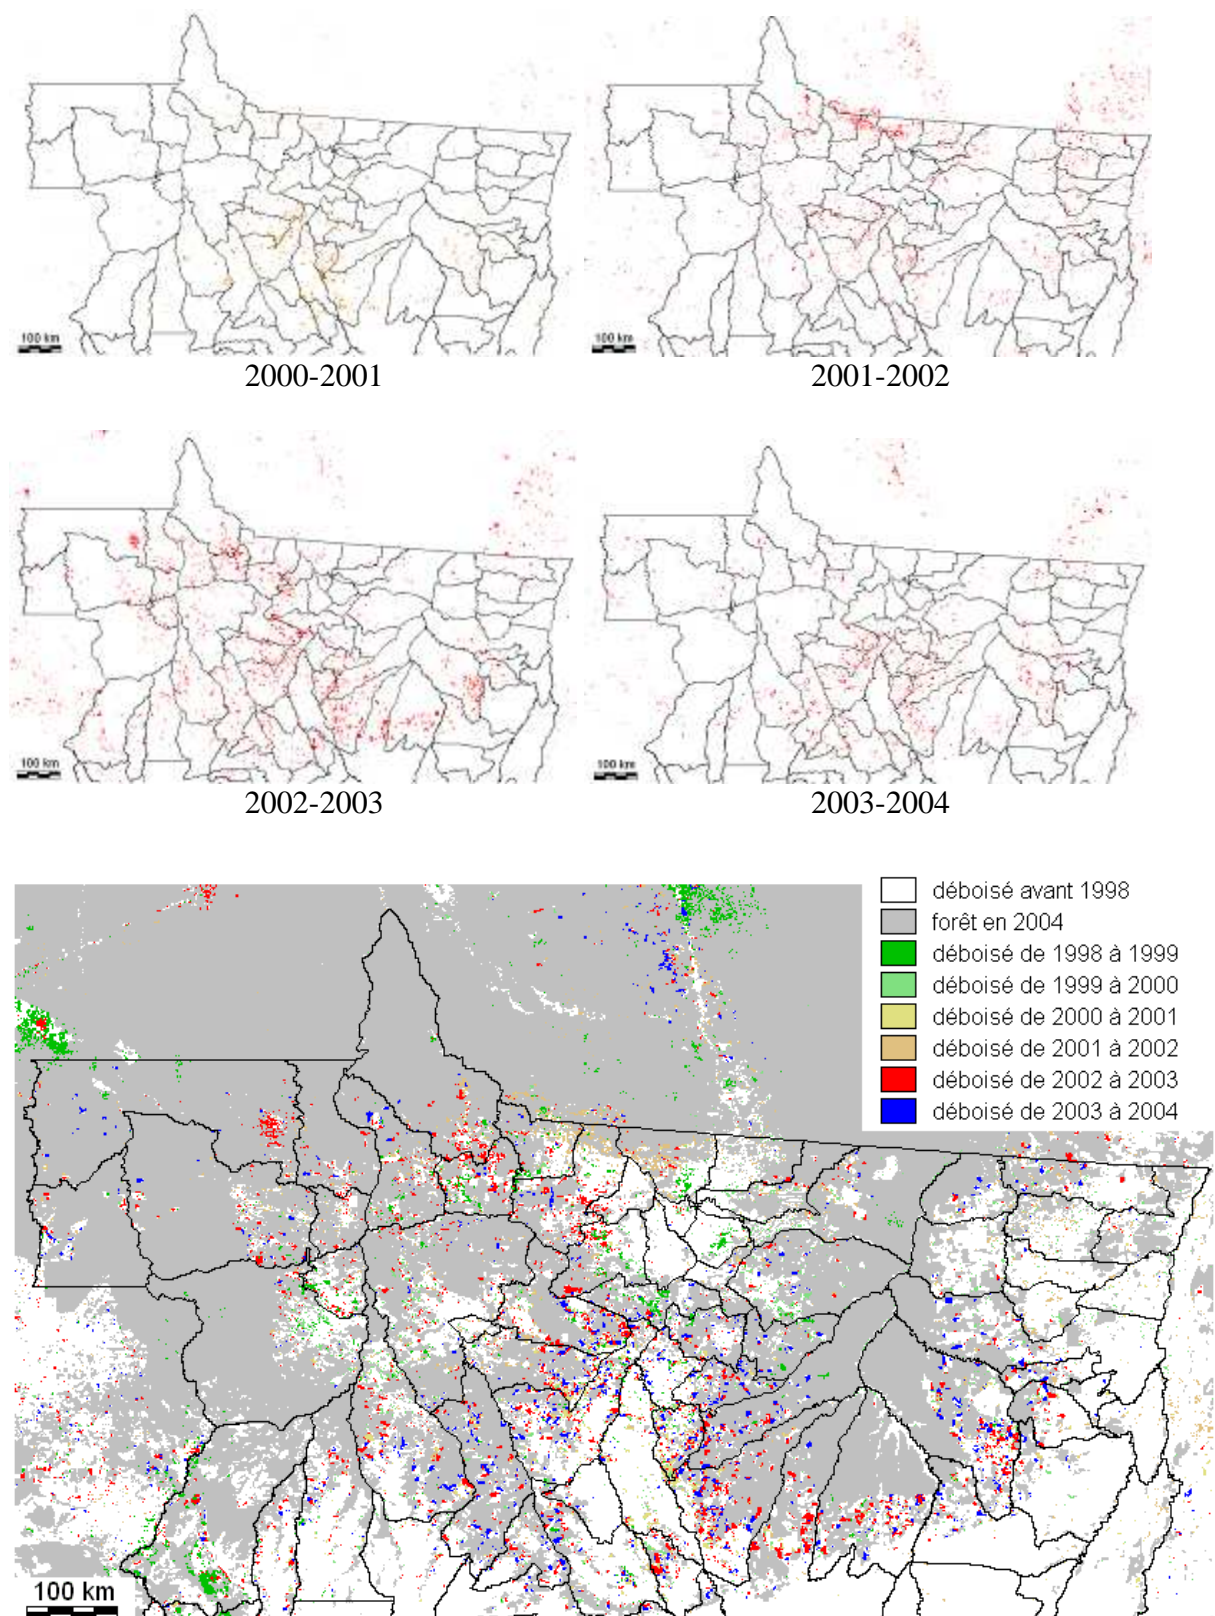 100 km
100 km
2000-2001
2001-2002
100 km
100 km
2002-2003
2003-2004
déboisé avant 1998
forêt en 2004
déboisé de 1998 à 1999
déboisé de 1999 à 2000
déboisé de 2000 à 2001
déboisé de 2001 à 2002
déboisé de 2002 à 2003
déboisé de 2003 à 2004
100 km